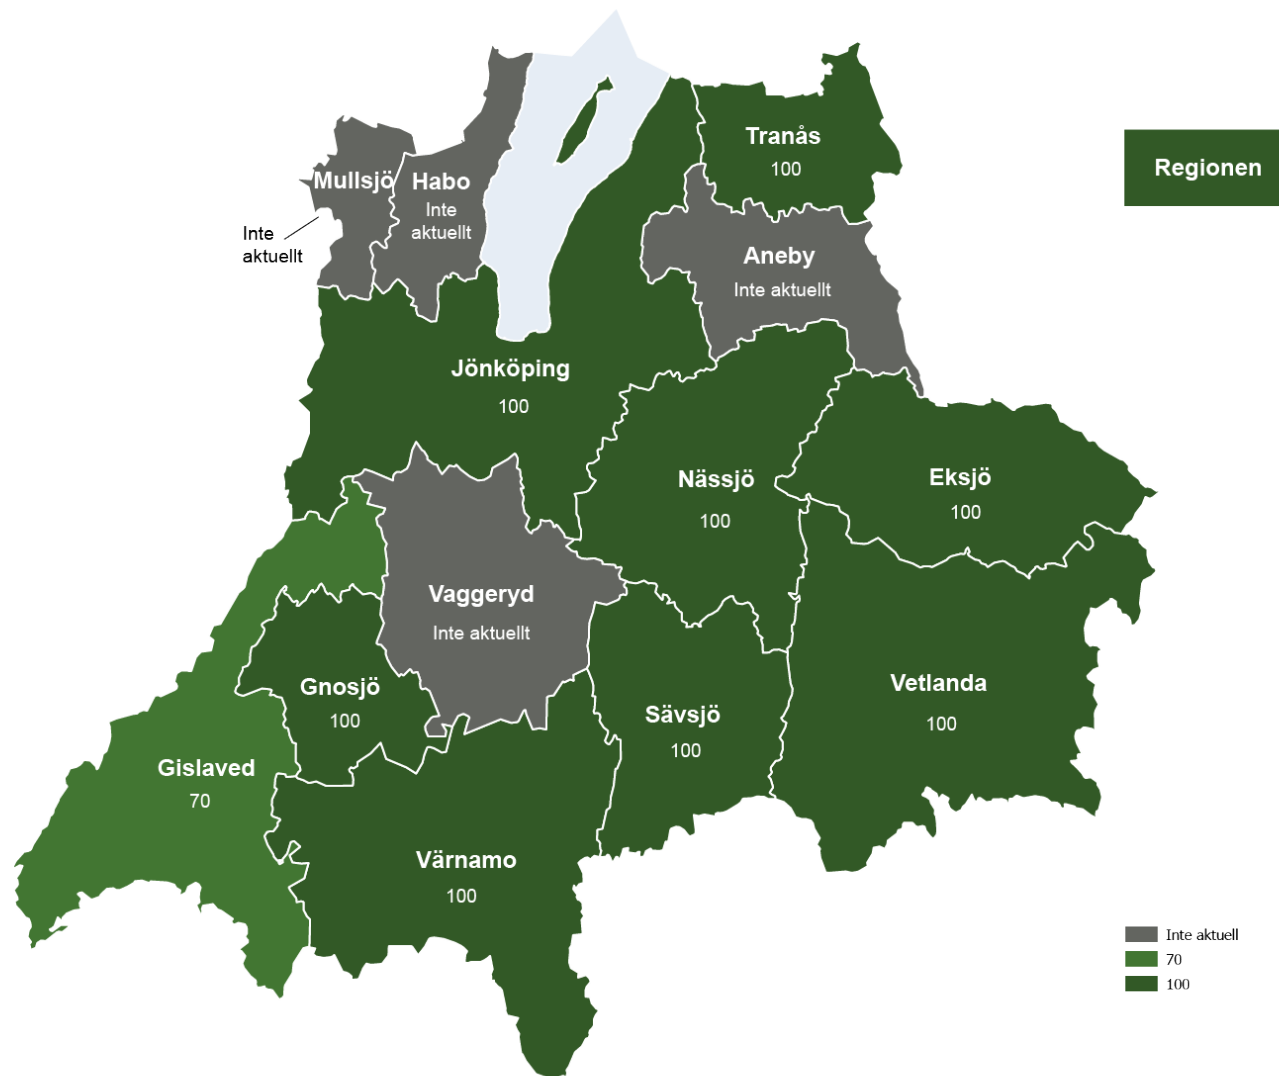 Tranås
100
Regionen
Mullsjö
Inte
aktuellt
Habo
Inte
aktuellt
Aneby
Inte aktuellt
Jönköping
100
Nässjö
100
Eksjö
100
Vaggeryd
Inte aktuellt
Gnosjö
100
Sävsjö
100
Vetlanda
100
Gislaved
70
Värnamo
100
Inte aktuell
70
100